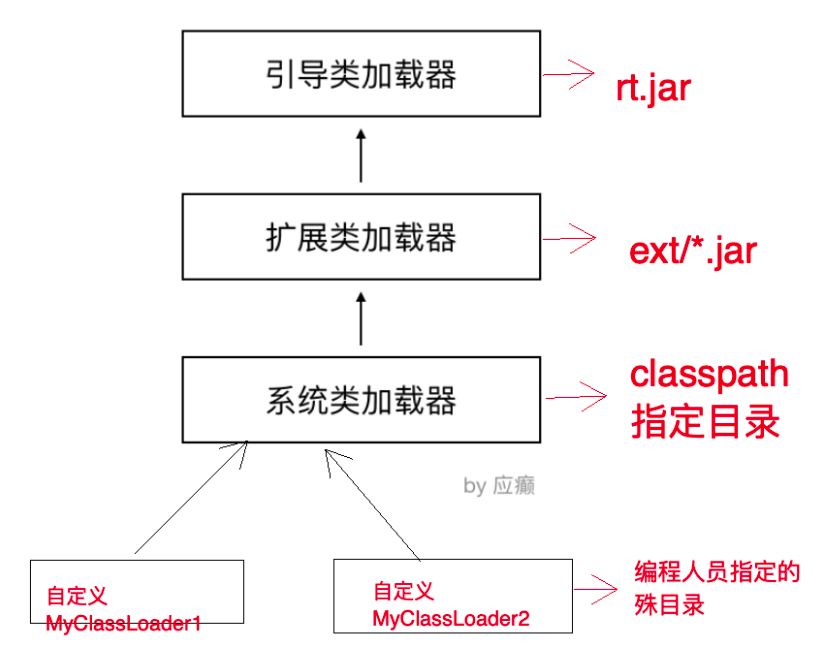 引导类加载器
rt.jar
扩展类加载器
ext/*.jar
系统类加载器
classpath
指定目录
by 应癫
自定义
MyClassLoader1
自定义
MyClassLoader2
编程人员指定的
殊目录